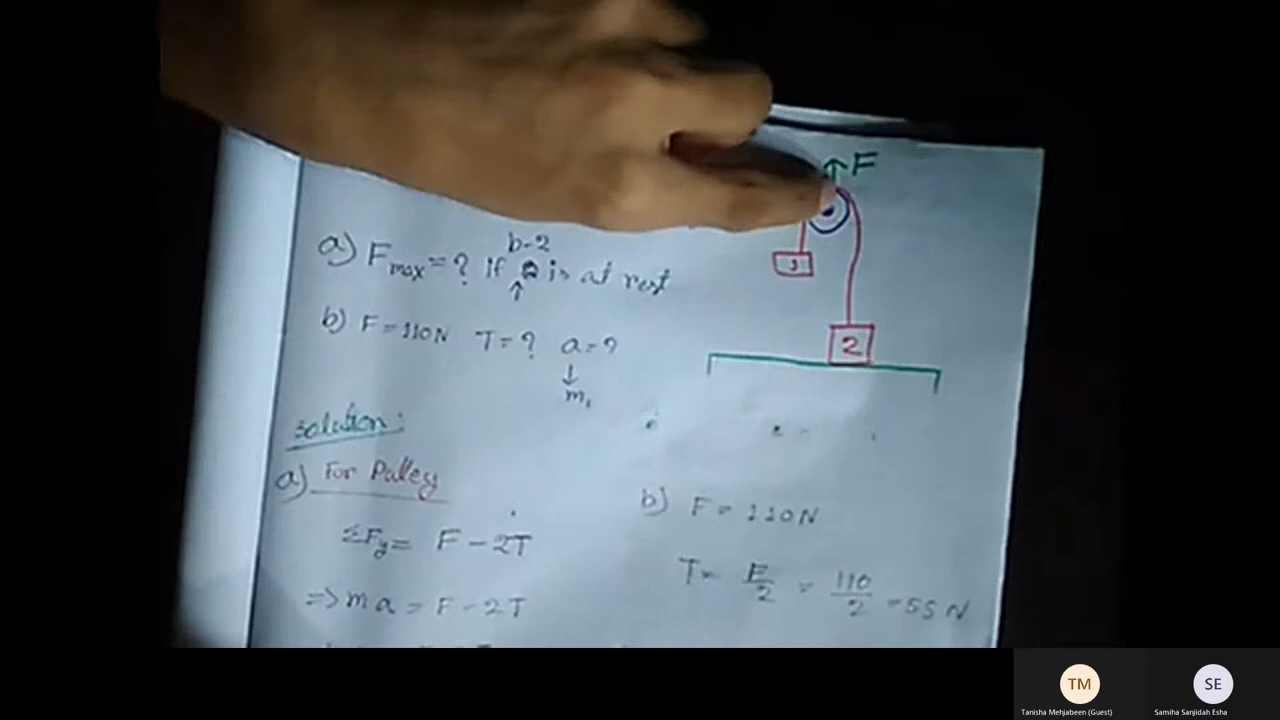 F
1
2
a) Fmax = ? If b-2 is at rest
b) F = 110N T = ? a = ?
m₁
Solution:
a) For Pulley
ΣFy = F - 2T
=> ma = F - 2T
b) F = 110N
T = F/2 = 110/2 = 55 N
TM
SE
Tanisha Mehjabeen (Guest)
Samiha Sanjidah Esha